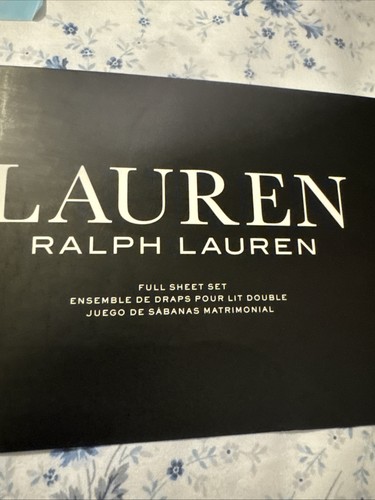 LAUREN
RALPH LAUREN
FULL SHEET SET
ENSEMBLE DE DRAPS POUR LIT DOUBLE
JUEGO DE SÁBANAS MATRIMONIAL